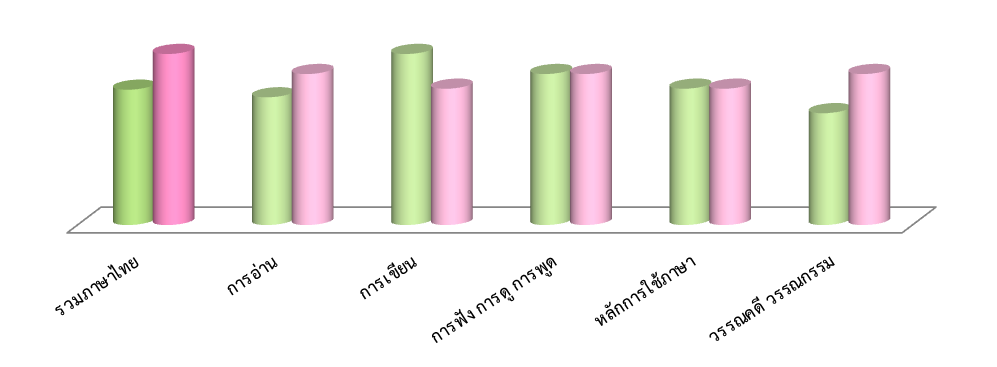 รวมภาษาไทย
การอ่าน
การเขียน
การฟัง การดู การพูด
หลักการใช้ภาษา
วรรณคดี วรรณกรรม